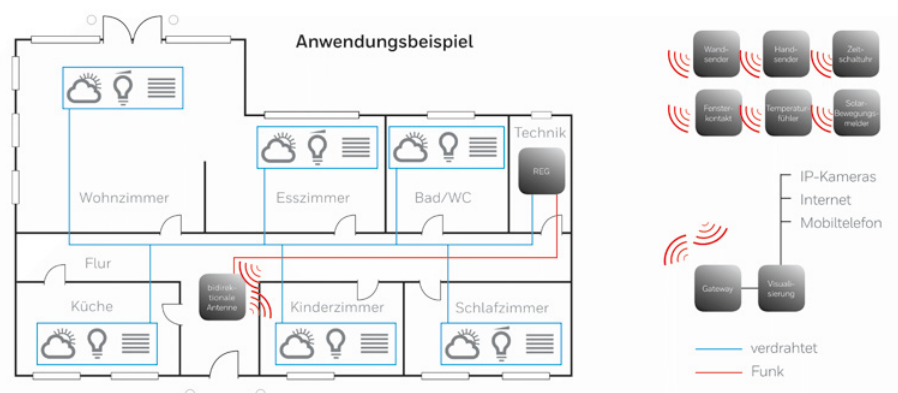 Anwendungsbeispiel
Wand-
sender
Hand-
sender
Zeit-
schaltuhr
Fenster-
kontakt
Temperatur
fühler
Solar-
Bewegungs-
melder
Technik
REG
Wohnzimmer
Esszimmer
Bad/WC
IP-Kameras
Internet
Mobiltelefon
Flur
bidirek-
tionale
Antenne
Küche
Kinderzimmer
Schlafzimmer
Gateway
Visuali-
sierung
verdrahtet
Funk